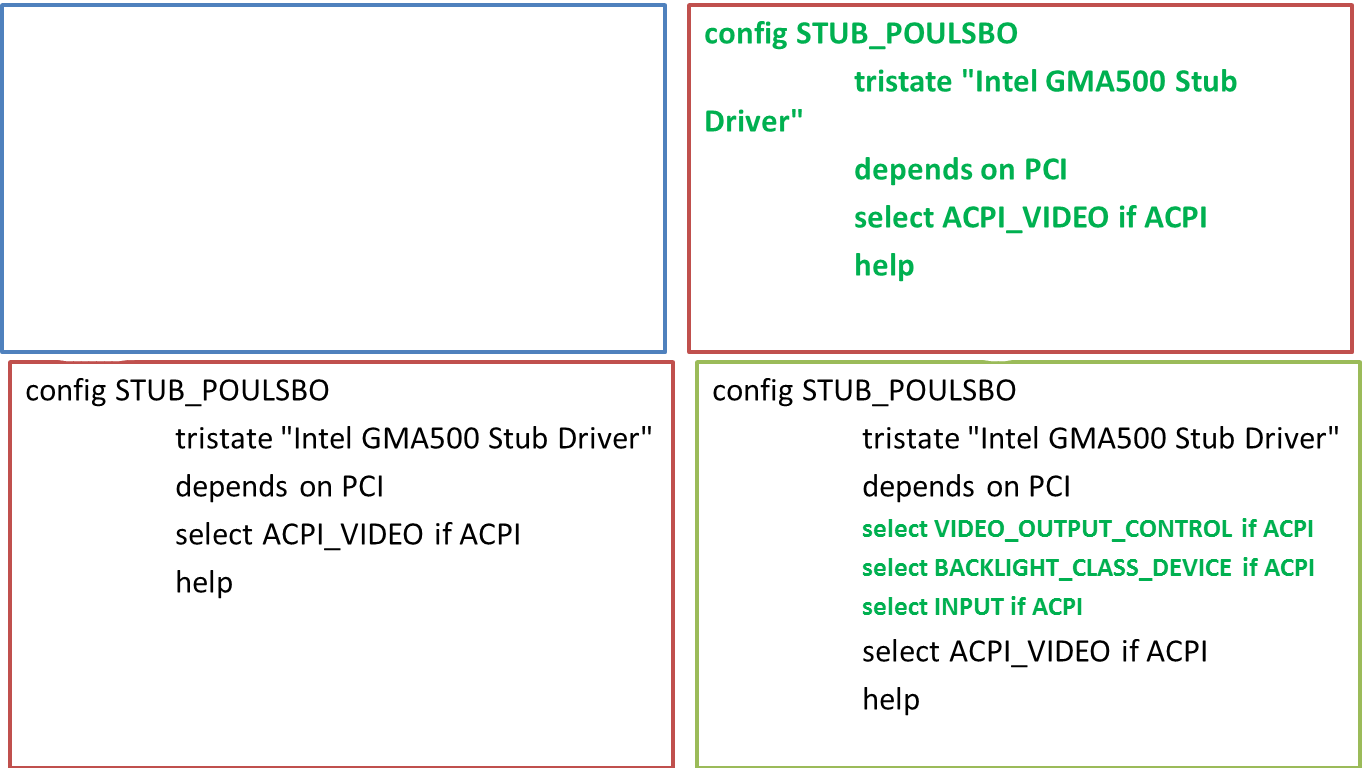 config STUB_POULSBO
tristate "Intel GMA500 Stub
Driver"
depends on PCI
select ACPI_VIDEO if ACPI
help
config STUB_POULSBO
tristate "Intel GMA500 Stub Driver"
depends on PCI
select ACPI_VIDEO if ACPI
help
config STUB_POULSBO
tristate "Intel GMA500 Stub Driver"
depends on PCI
select VIDEO_OUTPUT_CONTROL if ACPI
select BACKLIGHT_CLASS_DEVICE if ACPI
select INPUT if ACPI
select ACPI_VIDEO if ACPI
help